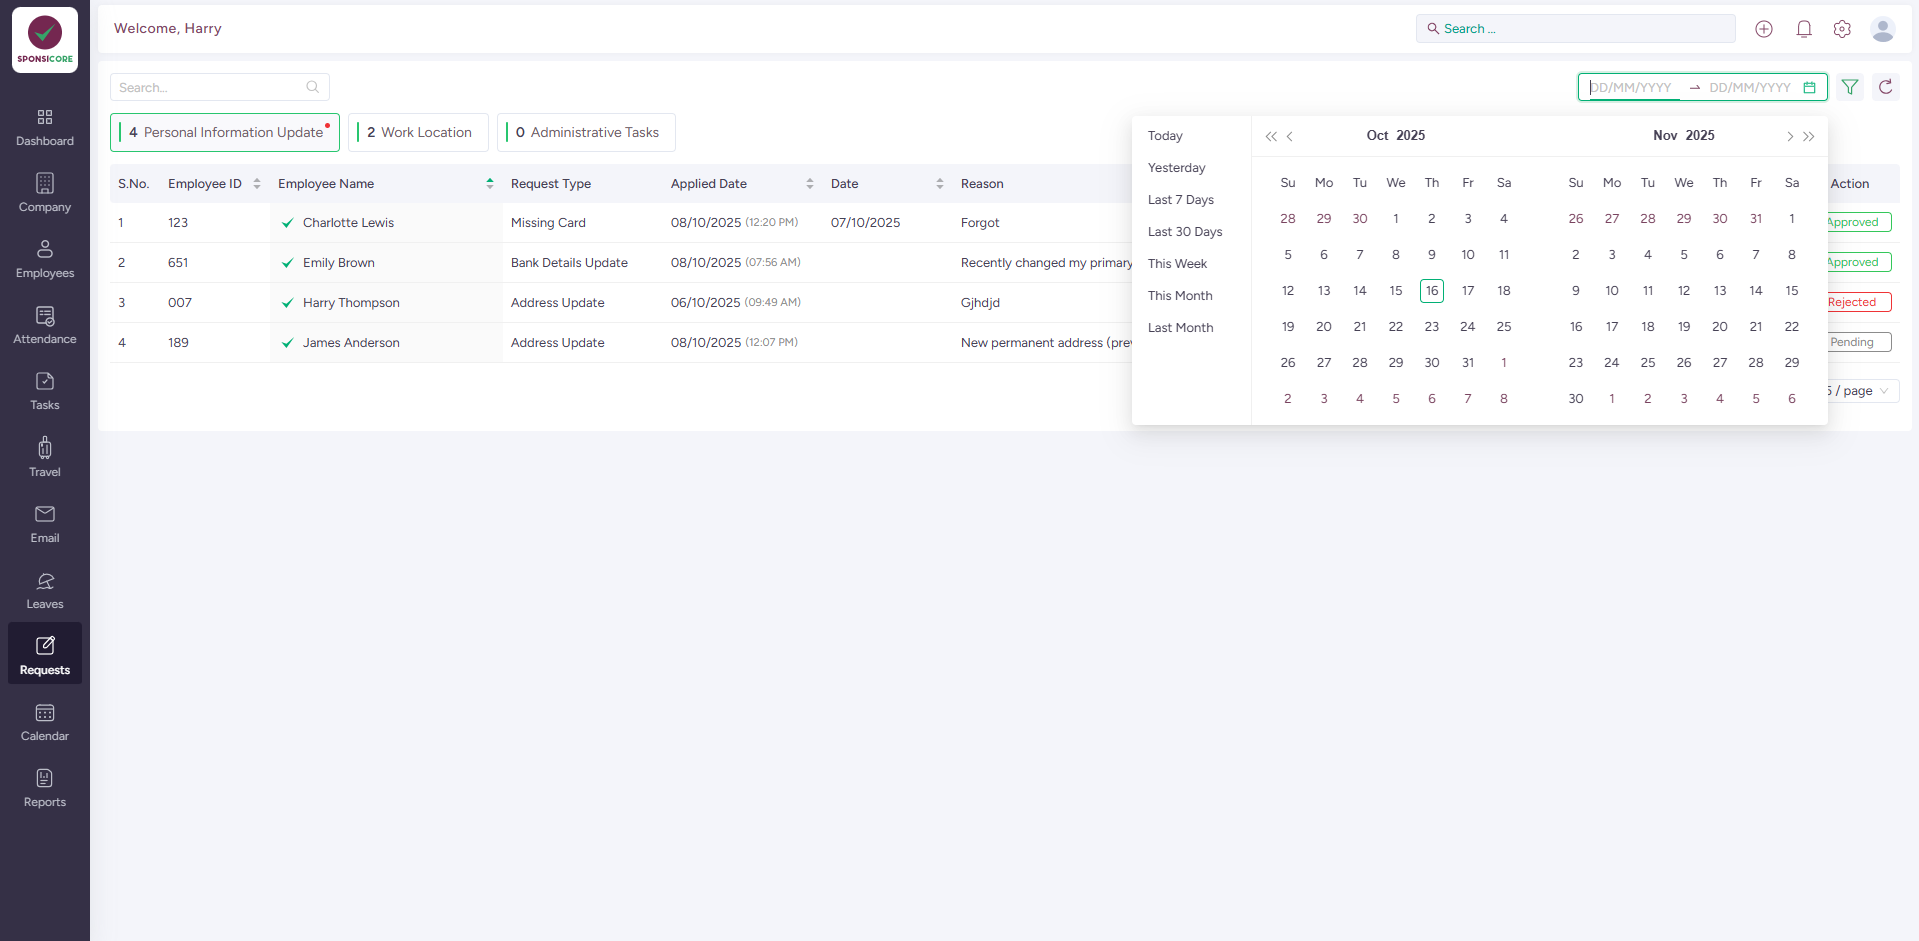 SPONSICORE
Welcome, Harry
Search ...
Search...
DD/MM/YYYY → DD/MM/YYYY
4 Personal Information Update
2 Work Location
0 Administrative Tasks
S.No. Employee ID Employee Name Request Type Applied Date Date Reason Action
1 123 Charlotte Lewis Missing Card 08/10/2025 (12:20 PM) 07/10/2025 Forgot Approved
2 651 Emily Brown Bank Details Update 08/10/2025 (07:56 AM) Recently changed my primary Approved
3 007 Harry Thompson Address Update 06/10/2025 (09:49 AM) Gjhdjd Rejected
4 189 James Anderson Address Update 08/10/2025 (12:07 PM) New permanent address (prev Pending
5 / page
Today
Yesterday
Last 7 Days
Last 30 Days
This Week
This Month
Last Month
Oct 2025
Su Mo Tu We Th Fr Sa
28 29 30 1 2 3 4
5 6 7 8 9 10 11
12 13 14 15 16 17 18
19 20 21 22 23 24 25
26 27 28 29 30 31 1
2 3 4 5 6 7 8
Nov 2025
Su Mo Tu We Th Fr Sa
26 27 28 29 30 31 1
2 3 4 5 6 7 8
9 10 11 12 13 14 15
16 17 18 19 20 21 22
23 24 25 26 27 28 29
30 1 2 3 4 5 6
Dashboard
Company
Employees
Attendance
Tasks
Travel
Email
Leaves
Requests
Calendar
Reports